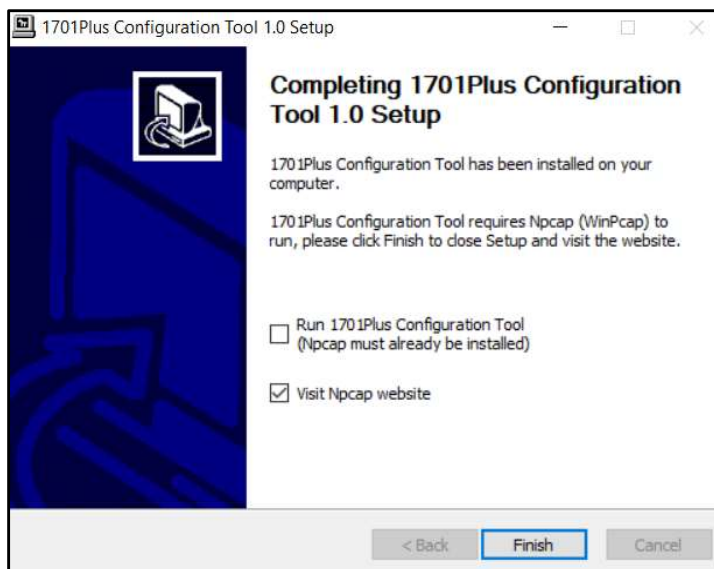 1701Plus Configuration Tool 1.0 Setup
Completing 1701Plus Configuration
Tool 1.0 Setup
1701Plus Configuration Tool has been installed on your
computer.
1701Plus Configuration Tool requires Npcap (WinPcap) to
run, please click Finish to close Setup and visit the website.
Run 1701Plus Configuration Tool
(Npcap must already be installed)
Visit Npcap website
< Back
Finish
Cancel